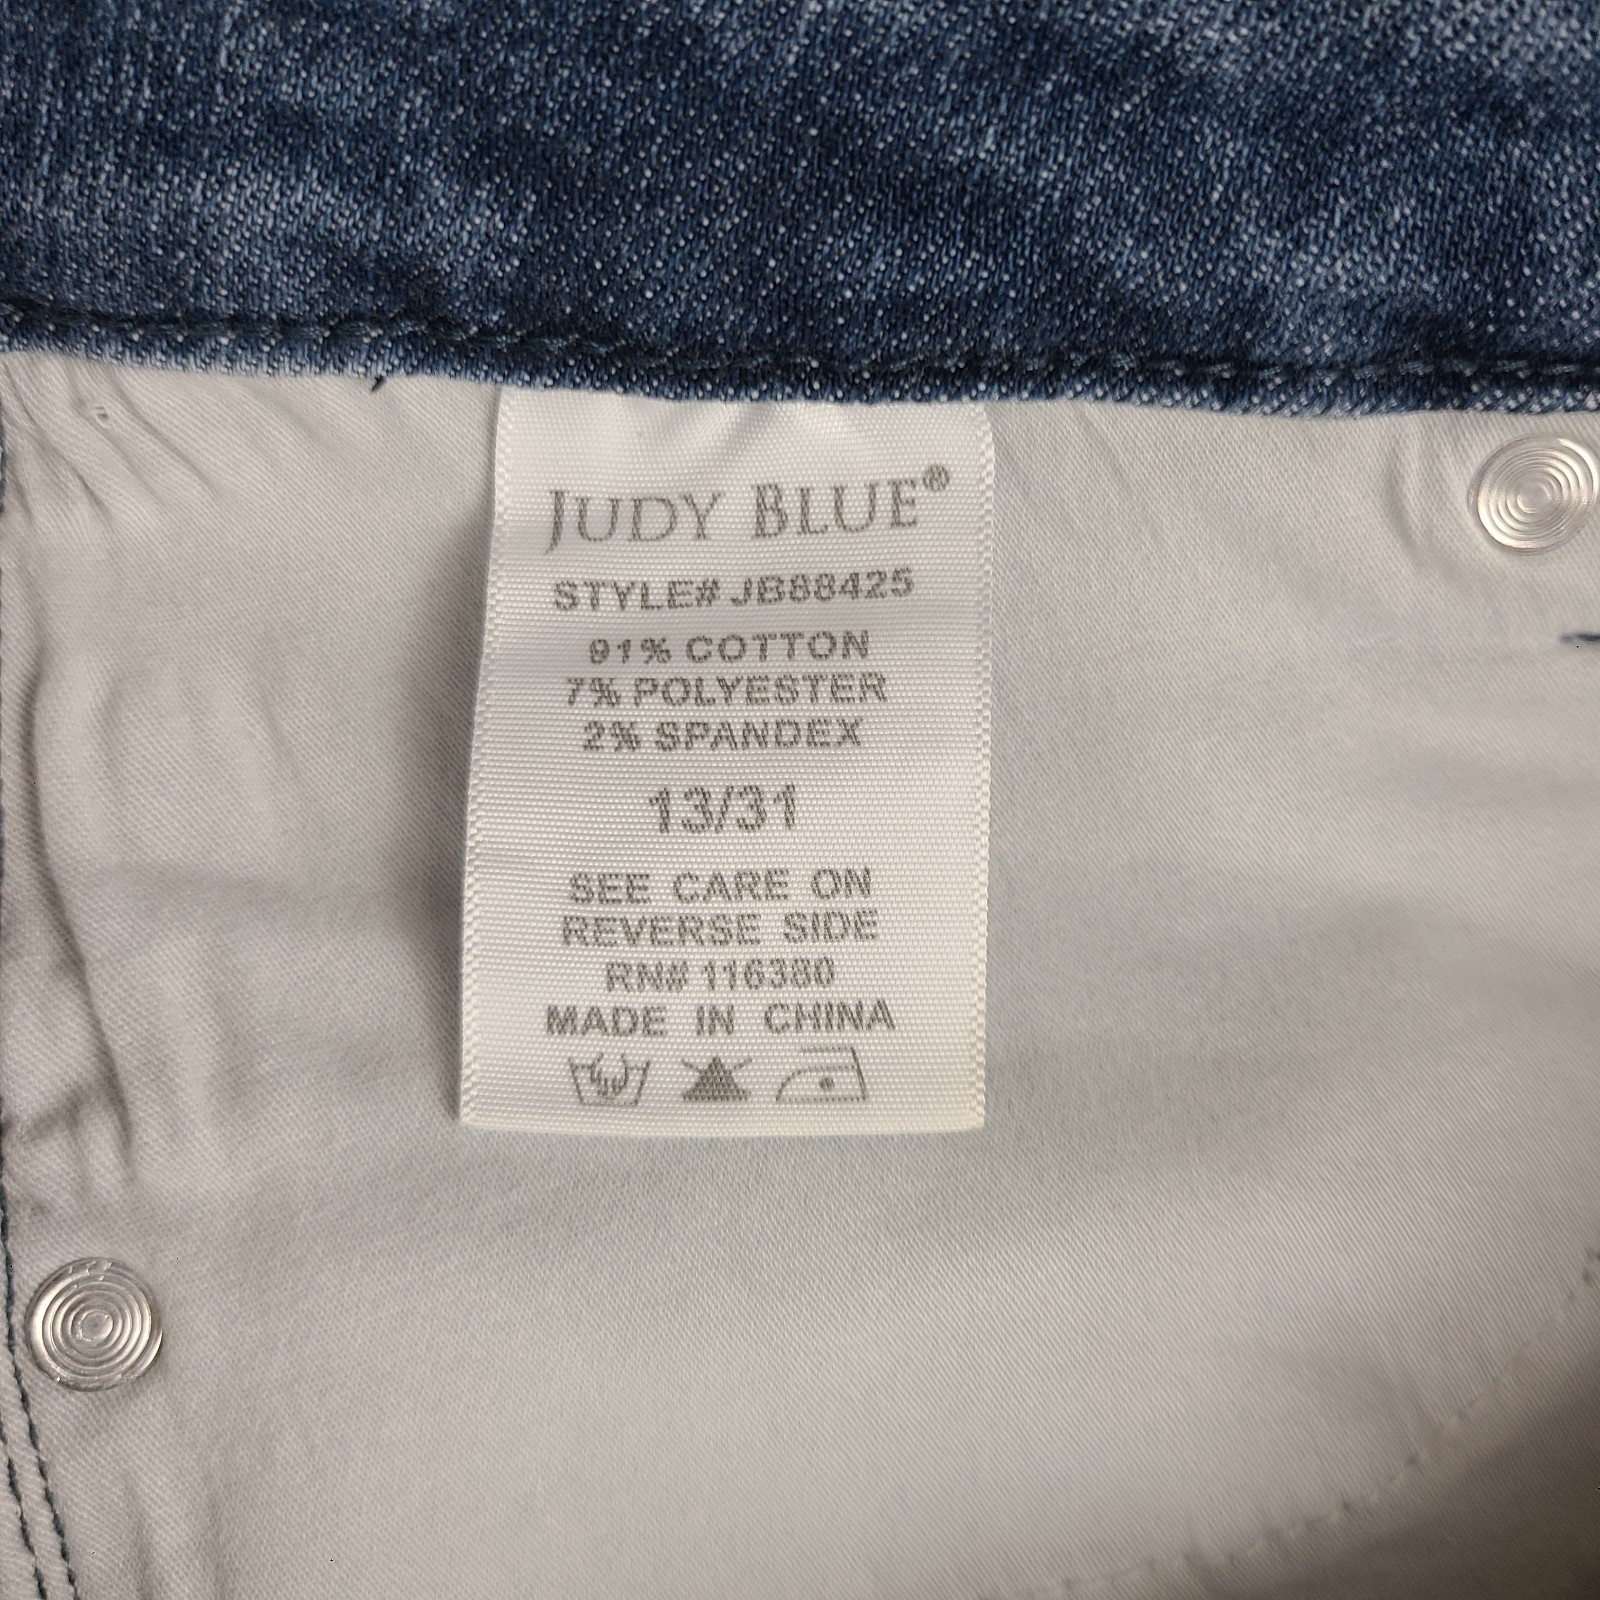 JUDY BLUE®
STYLE# JB88425
91% COTTON
7% POLYESTER
2% SPANDEX
13/31
SEE CARE ON
REVERSE SIDE
RN# 116380
MADE IN CHINA